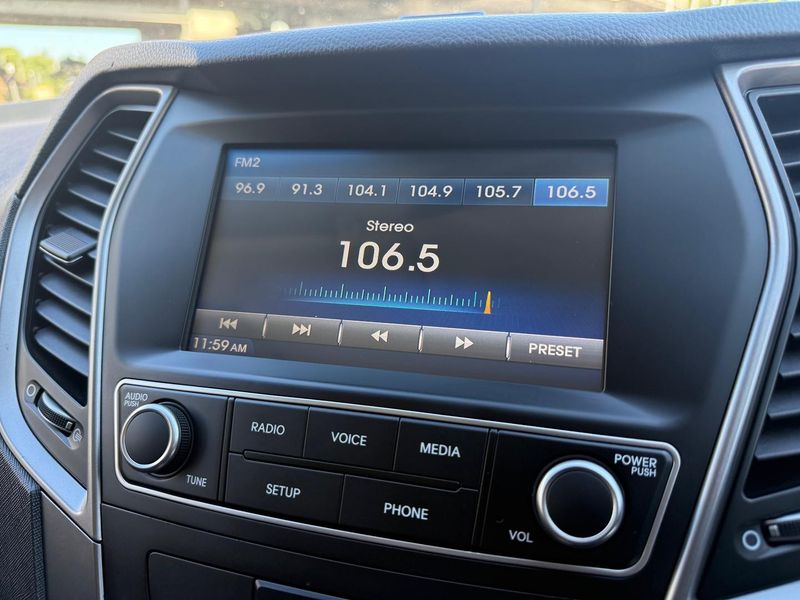 FM2
96.9 91.3 104.1 104.9 105.7 106.5
Stereo
106.5
PRESET
11:59 AM
AUDIO
PUSH
TUNE
RADIO
VOICE
MEDIA
SETUP
PHONE
POWER
PUSH
VOL